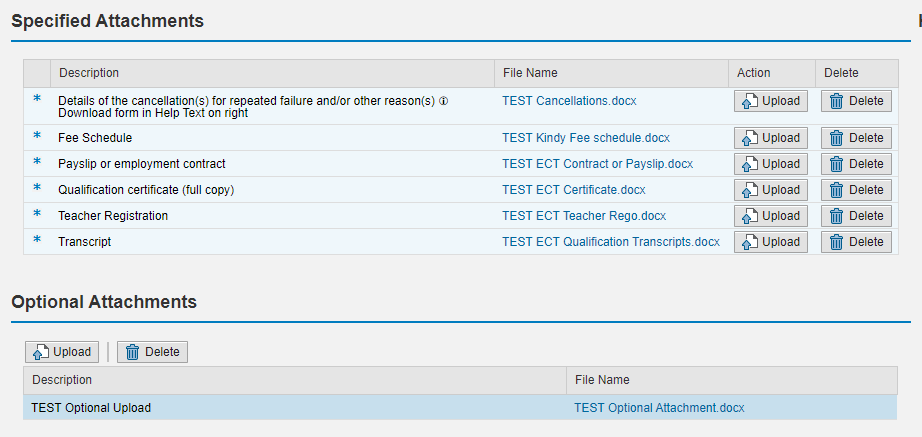 Specified Attachments
Description File Name Action Delete
* Details of the cancellation(s) for repeated failure and/or other reason(s) TEST Cancellations.docx Upload Delete
Download form in Help Text on right
* Fee Schedule TEST Kindy Fee schedule.docx Upload Delete
* Payslip or employment contract TEST ECT Contract or Payslip.docx Upload Delete
* Qualification certificate (full copy) TEST ECT Certificate.docx Upload Delete
* Teacher Registration TEST ECT Teacher Rego.docx Upload Delete
* Transcript TEST ECT Qualification Transcripts.docx Upload Delete
Optional Attachments
Upload Delete
Description File Name
TEST Optional Upload TEST Optional Attachment.docx